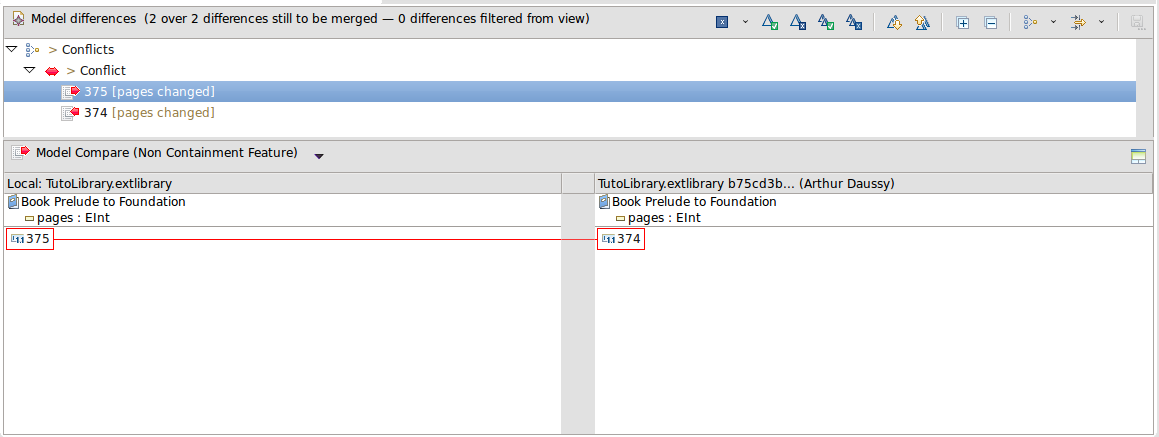 Model differences (2 over 2 differences still to be merged — 0 differences filtered from view)
> Conflicts
> Conflict
375 [pages changed]
374 [pages changed]
Model Compare (Non Containment Feature)
Local: TutoLibrary.extlibrary
TutoLibrary.extlibrary b75cd3b... (Arthur Daussy)
Book Prelude to Foundation
Book Prelude to Foundation
pages : EInt
pages : EInt
375
374